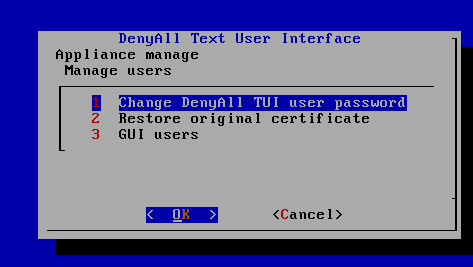 DenyAll Text User Interface
Appliance manage
Manage users
1 Change DenyAll TUI user password
2 Restore original certificate
3 GUI users
< OK > <Cancel>